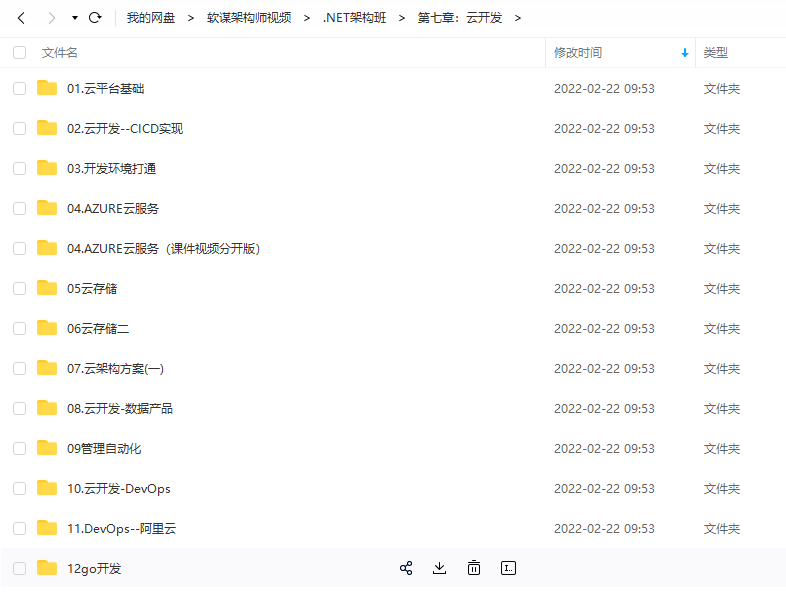 我的网盘 > 软谋架构师视频 > .NET架构班 > 第七章：云开发 >
文件名 修改时间 类型
01.云平台基础 2022-02-22 09:53 文件夹
02.云开发--CICD实现 2022-02-22 09:53 文件夹
03.开发环境打通 2022-02-22 09:53 文件夹
04.AZURE云服务 2022-02-22 09:53 文件夹
04.AZURE云服务（课件视频分开版） 2022-02-22 09:53 文件夹
05云存储 2022-02-22 09:53 文件夹
06云存储二 2022-02-22 09:53 文件夹
07.云架构方案(一) 2022-02-22 09:53 文件夹
08.云开发-数据产品 2022-02-22 09:53 文件夹
09管理自动化 2022-02-22 09:53 文件夹
10.云开发-DevOps 2022-02-22 09:53 文件夹
11.DevOps--阿里云 2022-02-22 09:53 文件夹
12go开发